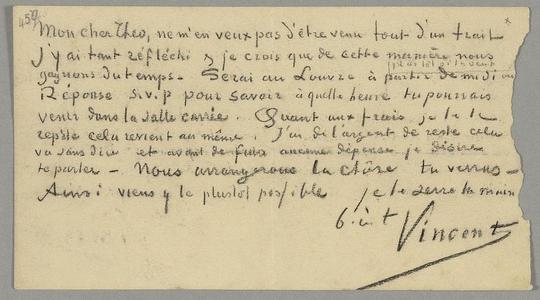 459
Mon cher Theo, ne m'en veux pas d'être venu tout d'un trait
J'y ai tant réfléchi & je crois que de cette manière nous
gagnons du temps. Serai au Louvre à partir de midi ou
plus tôt si tu veux
Réponse s.v.p pour savoir à quelle heure tu pourrais
venir dans la salle carrée. Quant aux frais je te le
repète cela revient au même. J'ai de l'argent de reste cela
va sans dire et avant de faire aucune dépense je désire
te parler – Nous arrangerons la chôse tu verras –
Ainsi viens y le plustot possible je te serre la main
b. à t
Vincent